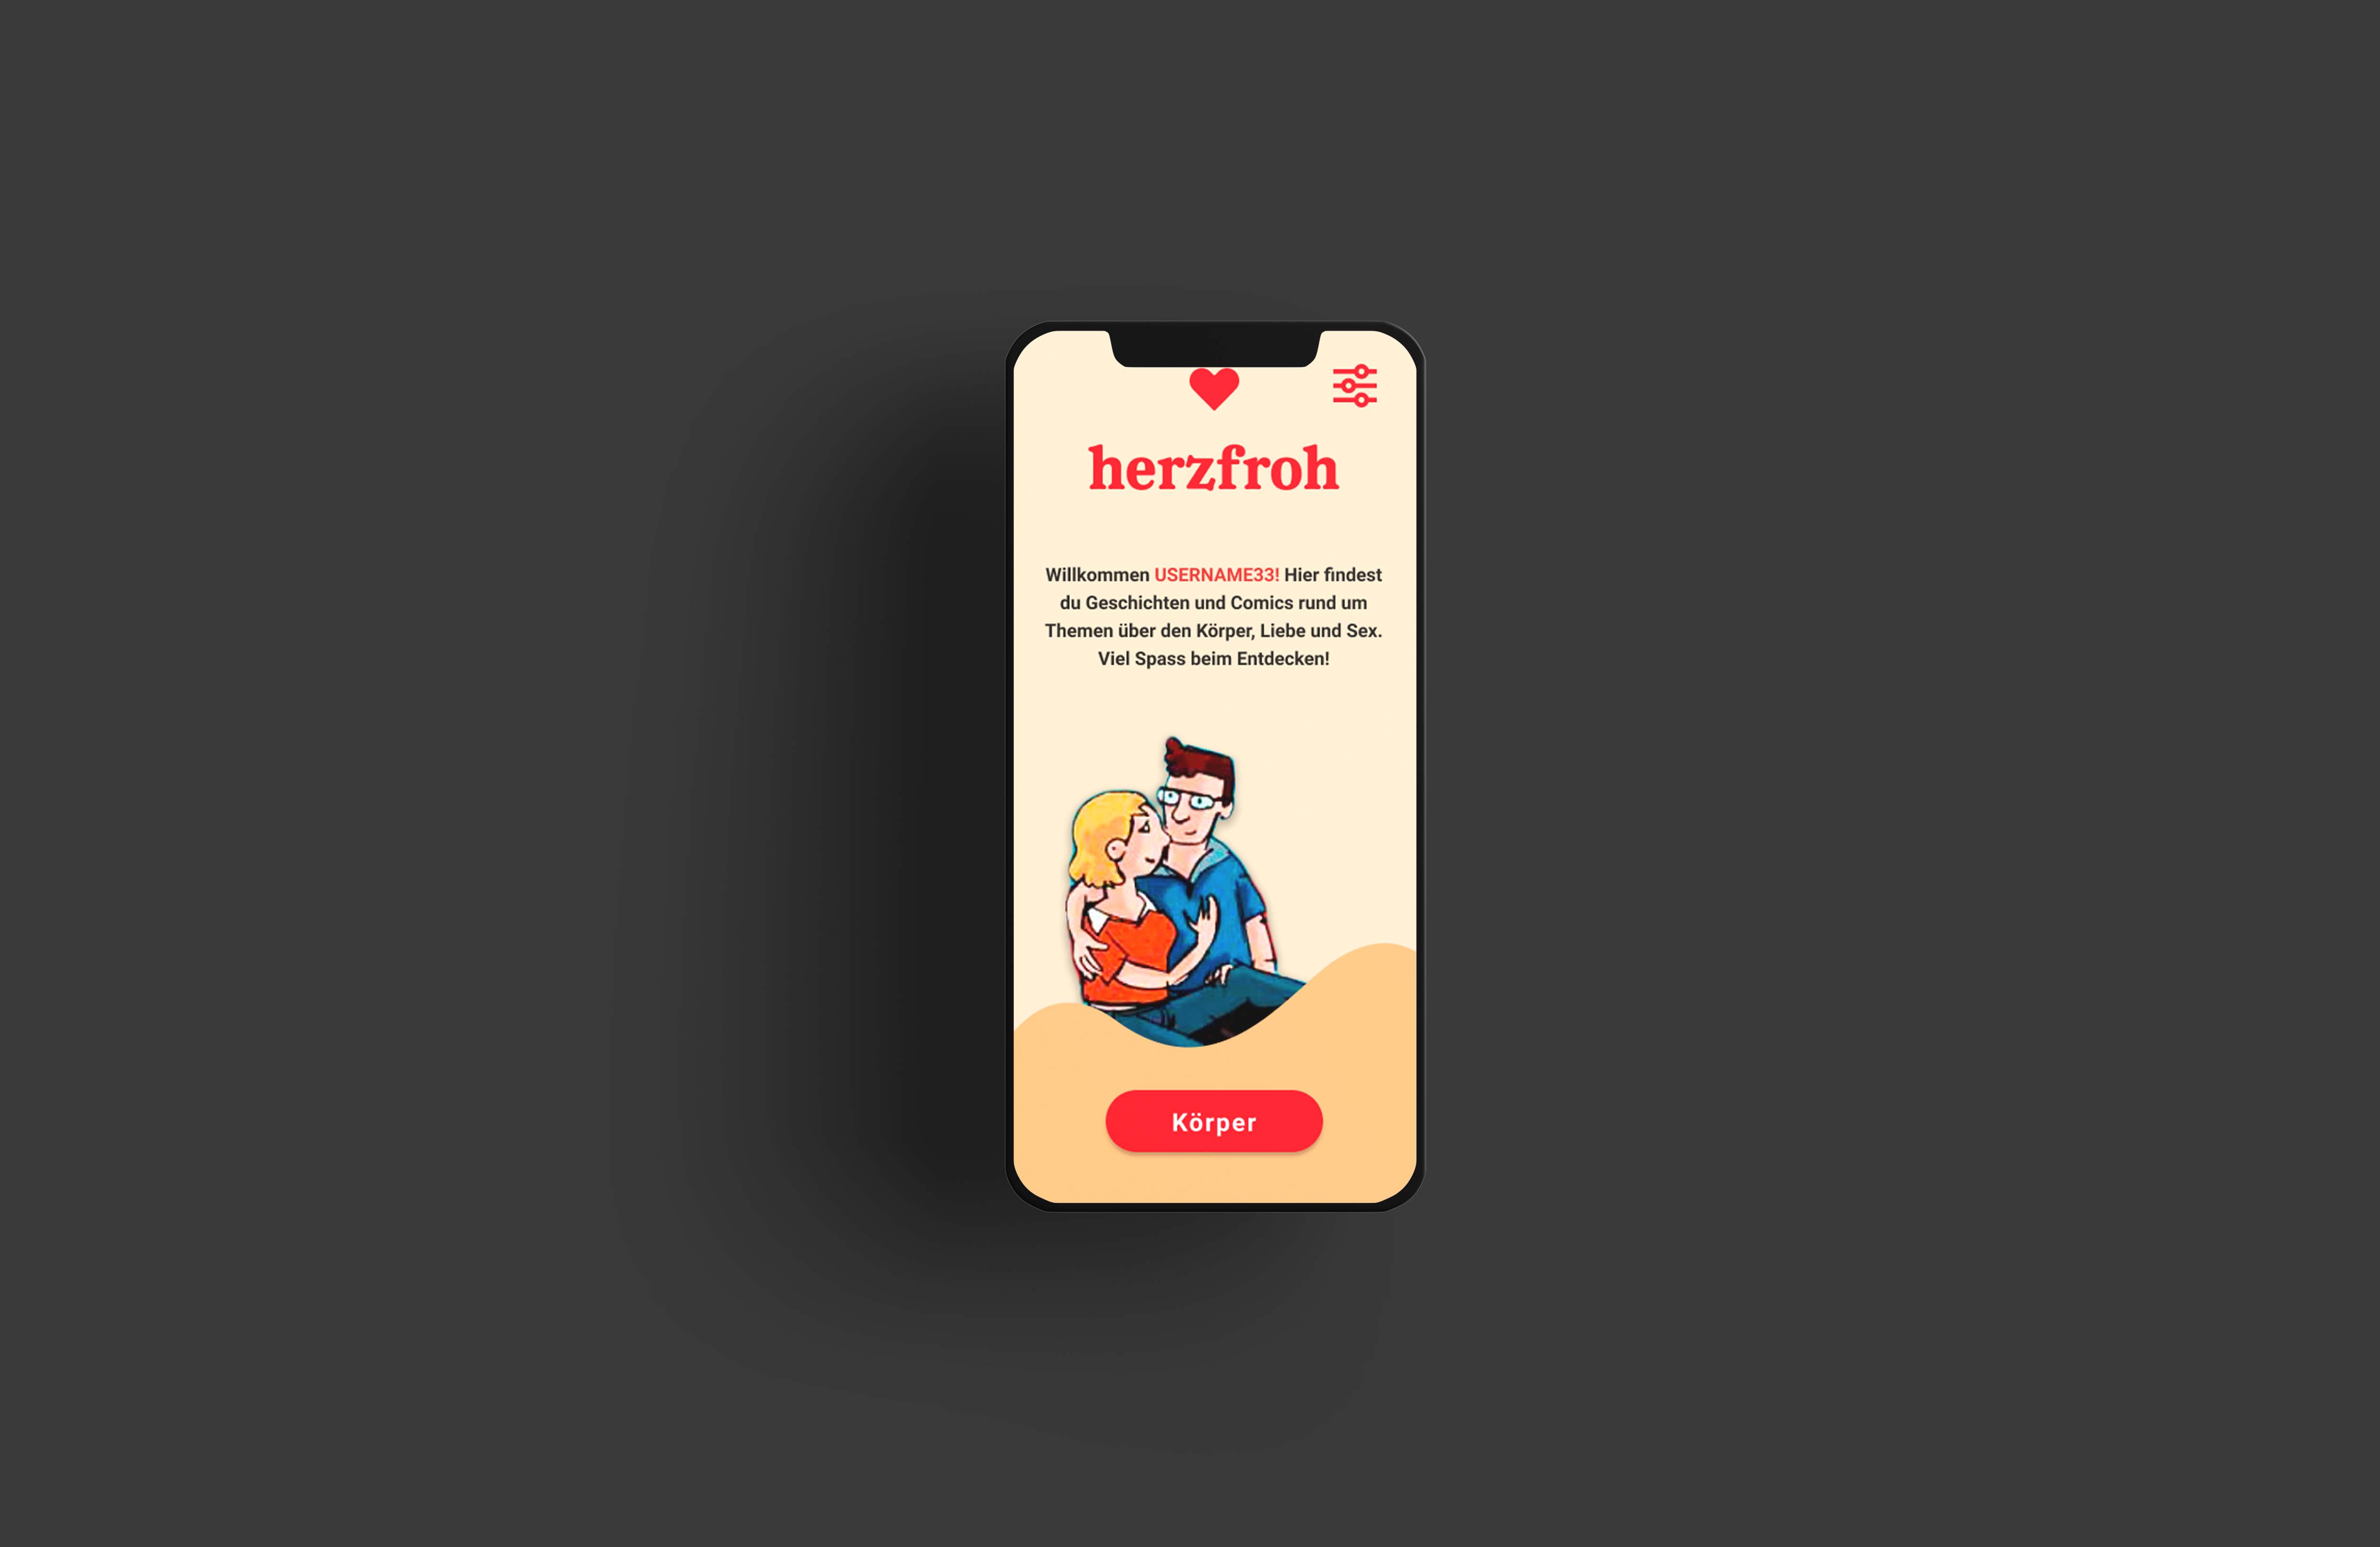 herzfroh
Willkommen USERNAME33! Hier findest
du Geschichten und Comics rund um
Themen über den Körper, Liebe und Sex.
Viel Spass beim Entdecken!
Körper